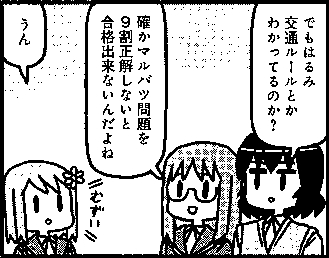 でもはるみ
交通ルールとか
わかってるのか？
確かマルバツ問題を
9割正解しないと
合格出来ないんだよね
むずい
うん